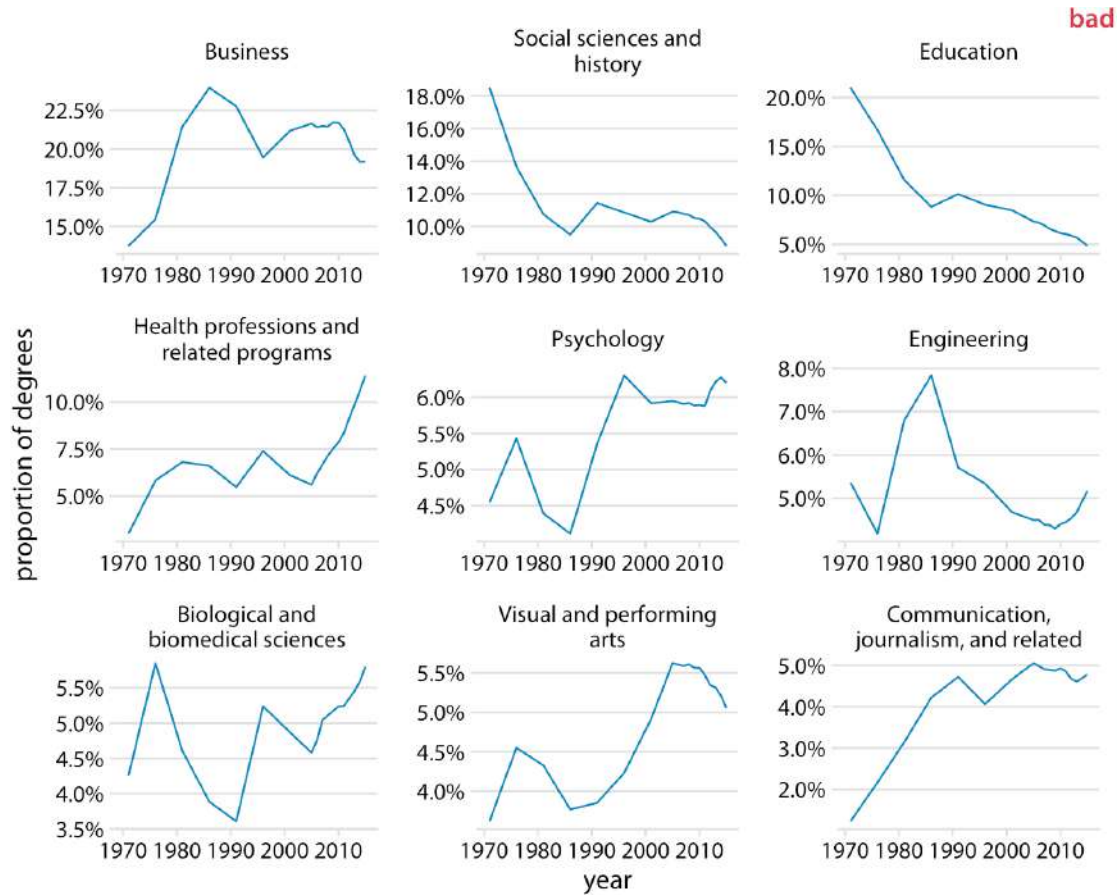 bad
Business
22.5%
20.0%
17.5%
15.0%
1970 1980 1990 2000 2010
Social sciences and
history
18.0%
16.0%
14.0%
12.0%
10.0%
1970 1980 1990 2000 2010
Education
20.0%
15.0%
10.0%
5.0%
1970 1980 1990 2000 2010
proportion of degrees
Health professions and
related programs
10.0%
7.5%
5.0%
1970 1980 1990 2000 2010
Psychology
6.0%
5.5%
5.0%
4.5%
1970 1980 1990 2000 2010
Engineering
8.0%
7.0%
6.0%
5.0%
1970 1980 1990 2000 2010
Biological and
biomedical sciences
5.5%
5.0%
4.5%
4.0%
3.5%
1970 1980 1990 2000 2010
Visual and performing
arts
5.5%
5.0%
4.5%
4.0%
1970 1980 1990 2000 2010
Communication,
journalism, and related
5.0%
4.0%
3.0%
2.0%
1970 1980 1990 2000 2010
year